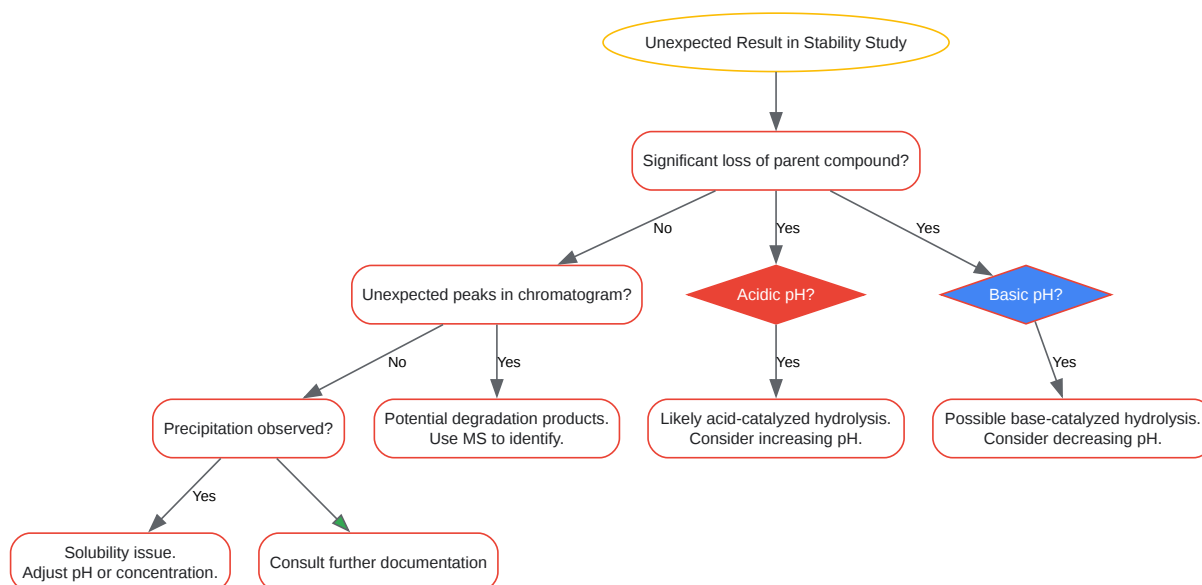 Unexpected Result in Stability Study
Significant loss of parent compound?
No
Yes
Yes
Unexpected peaks in chromatogram?
Acidic pH?
Basic pH?
No
Yes
Yes
Yes
Precipitation observed?
Potential degradation products.
Use MS to identify.
Likely acid-catalyzed hydrolysis.
Consider increasing pH.
Possible base-catalyzed hydrolysis.
Consider decreasing pH.
Yes
Solubility issue.
Adjust pH or concentration.
Consult further documentation